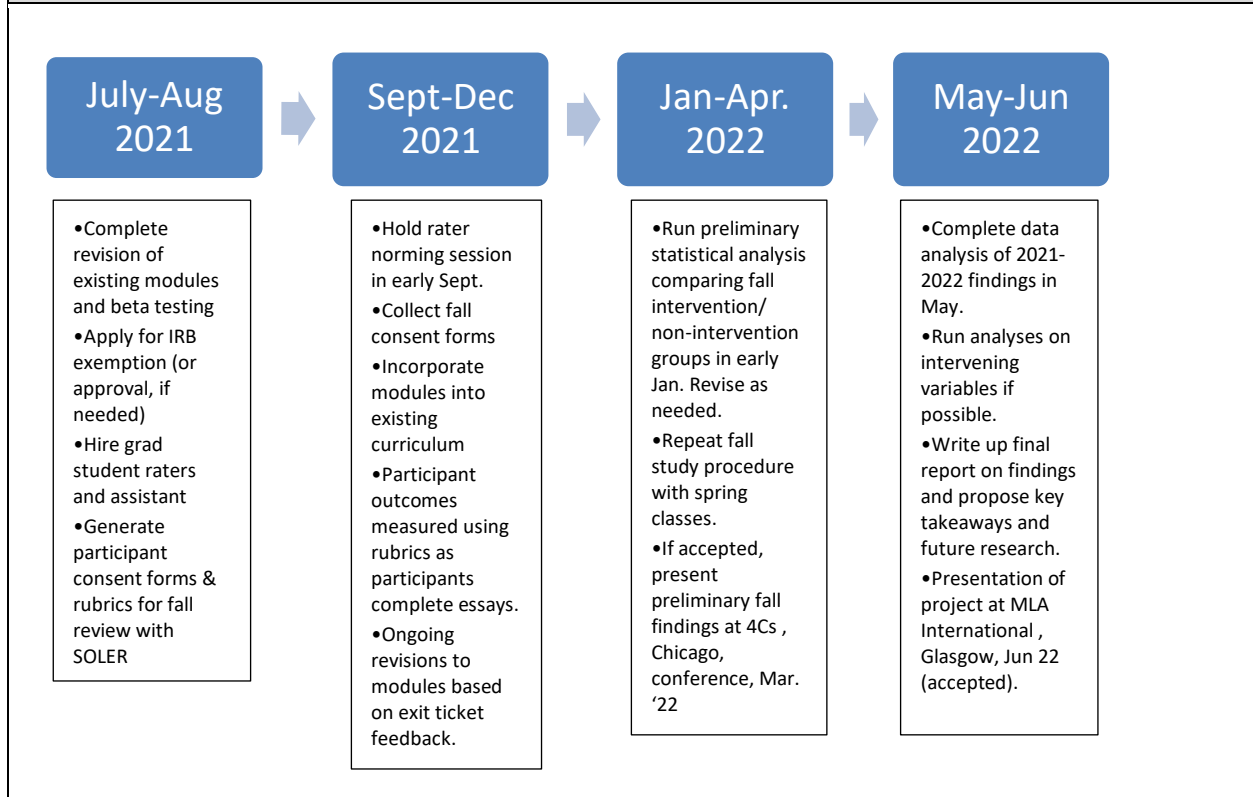 July-Aug
2021
•Complete
revision of
existing modules
and beta testing
•Apply for IRB
exemption (or
approval, if
needed)
•Hire grad
student raters
and assistant
•Generate
participant
consent forms &
rubrics for fall
review with
SOLER
Sept-Dec
2021
•Hold rater
norming session
in early Sept.
•Collect fall
consent forms
•Incorporate
modules into
existing
curriculum
•Participant
outcomes
measured using
rubrics as
participants
complete essays.
•Ongoing
revisions to
modules based
on exit ticket
feedback.
Jan-Apr.
2022
•Run preliminary
statistical analysis
comparing fall
intervention/
non-intervention
groups in early
Jan. Revise as
needed.
•Repeat fall
study procedure
with spring
classes.
•If accepted,
present
preliminary fall
findings at 4Cs ,
Chicago,
conference, Mar.
‘22
May-Jun
2022
•Complete data
analysis of 2021-
2022 findings in
May.
•Run analyses on
intervening
variables if
possible.
•Write up final
report on findings
and propose key
takeaways and
future research.
•Presentation of
project at MLA
International ,
Glasgow, Jun 22
(accepted).